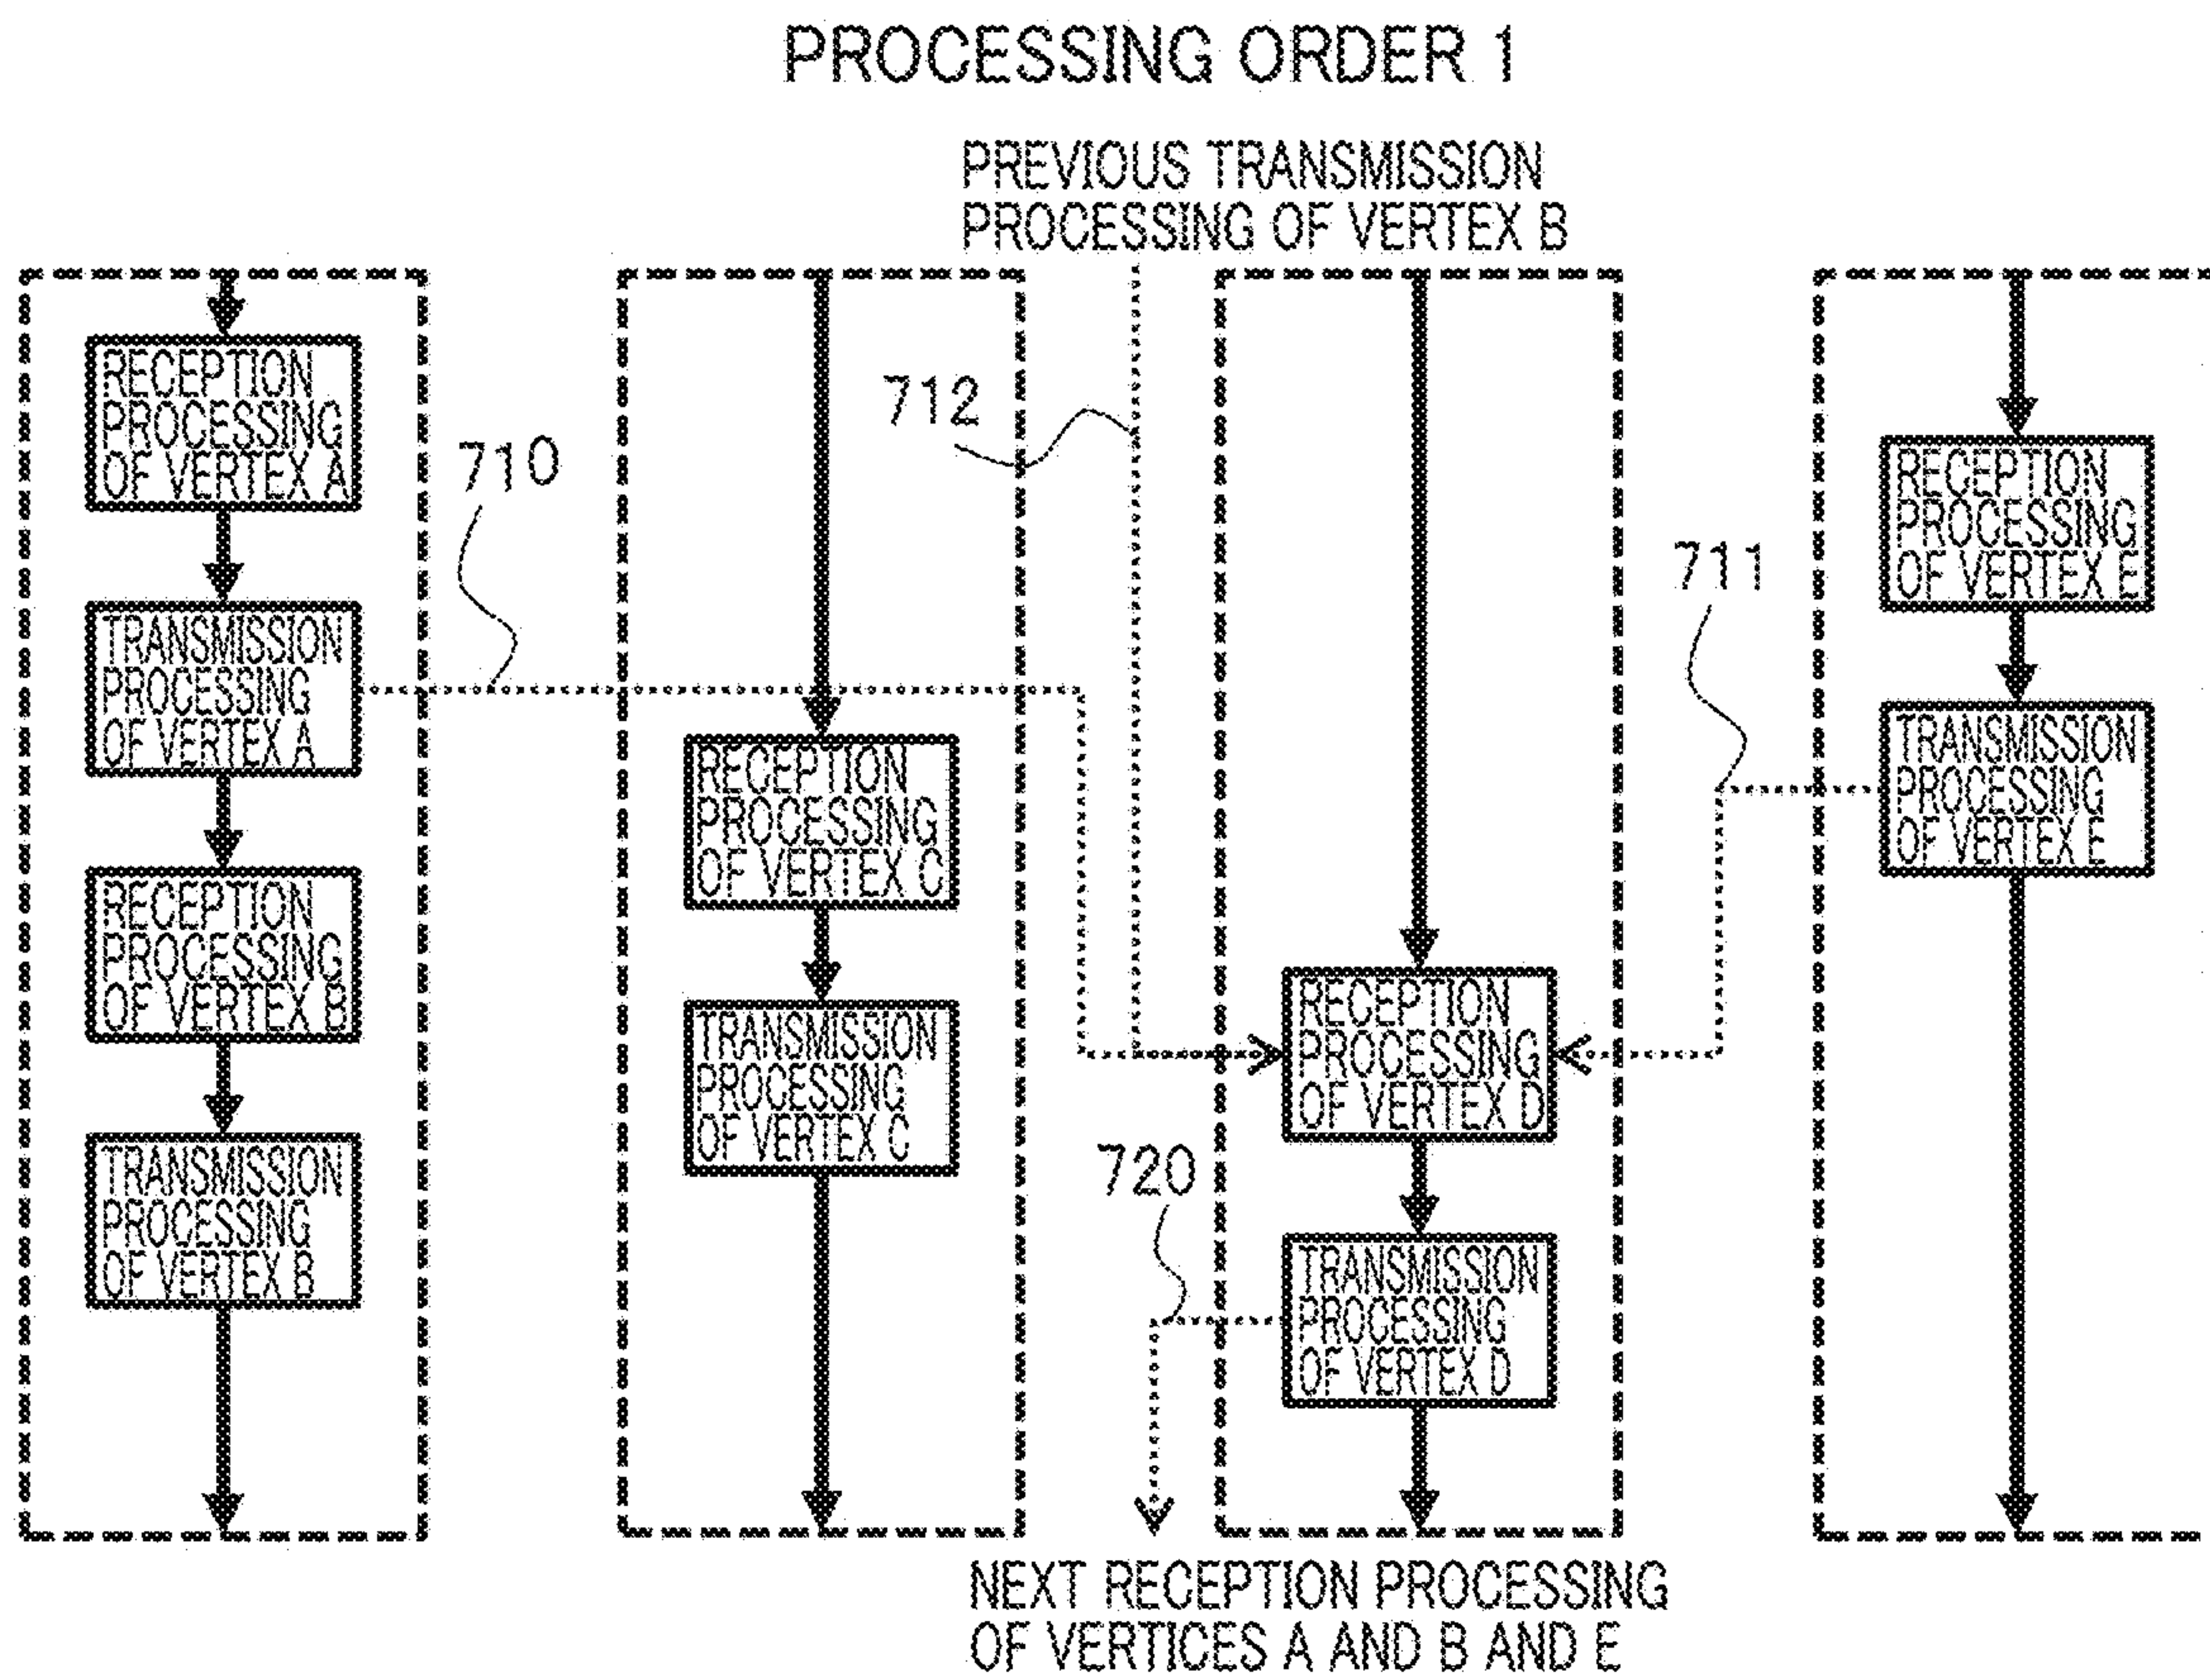 PROCESSING ORDER 1
PREVIOUS TRANSMISSION
PROCESSING OF VERTEX B
RECEPTION
PROCESSING
OF VERTEX A
TRANSMISSION
PROCESSING
OF VERTEX A
RECEPTION
PROCESSING
OF VERTEX B
TRANSMISSION
PROCESSING
OF VERTEX B
710
RECEPTION
PROCESSING
OF VERTEX C
TRANSMISSION
PROCESSING
OF VERTEX C
712
RECEPTION
PROCESSING
OF VERTEX D
TRANSMISSION
PROCESSING
OF VERTEX D
720
711
RECEPTION
PROCESSING
OF VERTEX E
TRANSMISSION
PROCESSING
OF VERTEX E
NEXT RECEPTION PROCESSING
OF VERTICES A AND B AND E